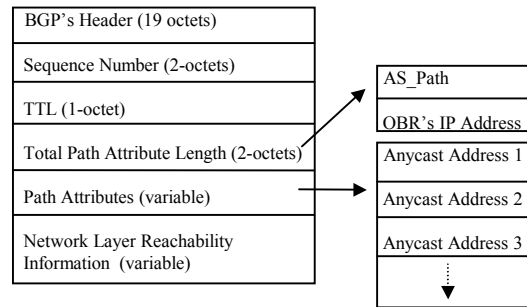 BGP’s Header (19 octets)
Sequence Number (2-octets)
TTL (1-octet)
Total Path Attribute Length (2-octets)
Path Attributes (variable)
Network Layer Reachability
Information (variable)
AS_Path
OBR’s IP Address
Anycast Address 1
Anycast Address 2
Anycast Address 3